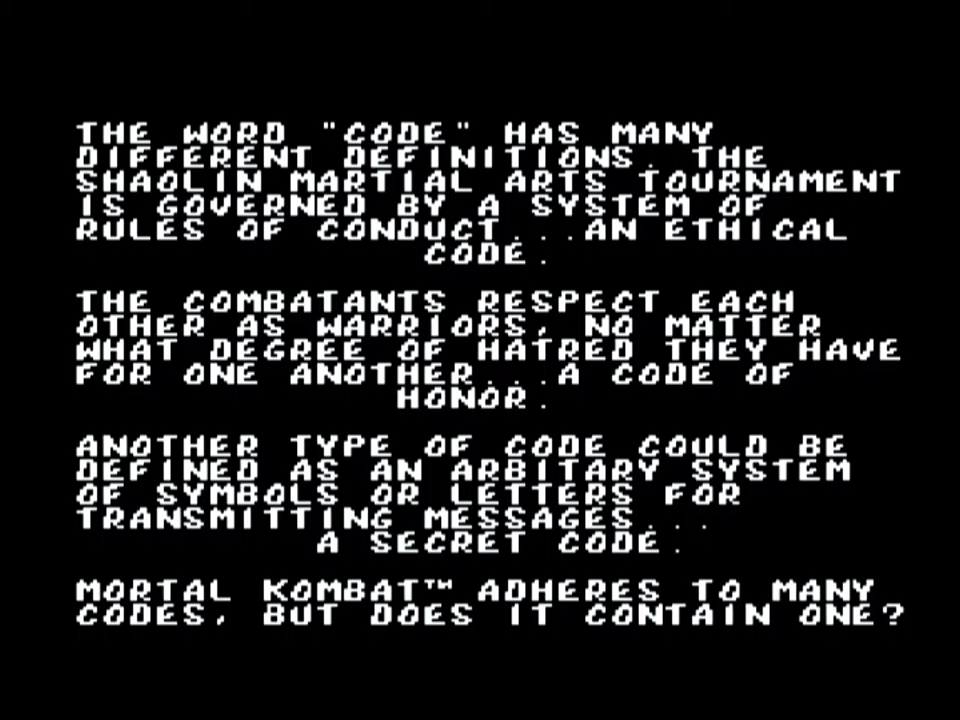 THE WORD "CODE" HAS MANY
DIFFERENT DEFINITIONS. THE
SHAOLIN MARTIAL ARTS TOURNAMENT
IS GOVERNED BY A SYSTEM OF
RULES OF CONDUCT...AN ETHICAL
CODE.
THE COMBATANTS RESPECT EACH
OTHER AS WARRIORS, NO MATTER
WHAT DEGREE OF HATRED THEY HAVE
FOR ONE ANOTHER...A CODE OF
HONOR.
ANOTHER TYPE OF CODE COULD BE
DEFINED AS AN ARBITARY SYSTEM
OF SYMBOLS OR LETTERS FOR
TRANSMITTING MESSAGES...
A SECRET CODE.
MORTAL KOMBAT™ ADHERES TO MANY
CODES, BUT DOES IT CONTAIN ONE?